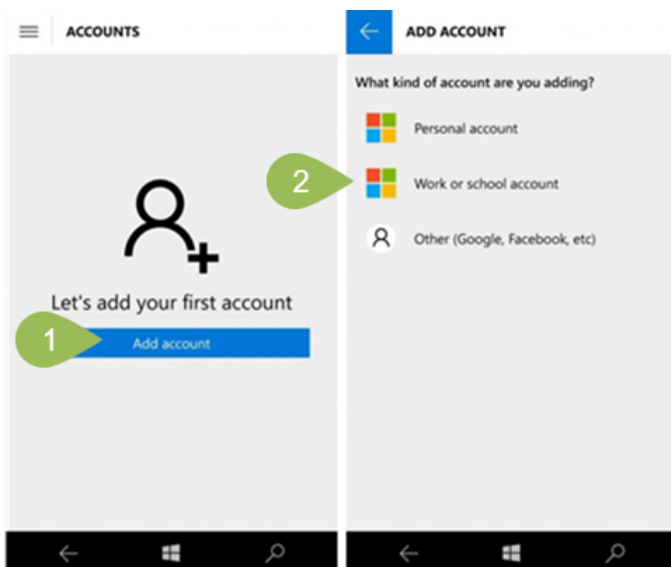 ACCOUNTS
Let's add your first account
1
Add account
ADD ACCOUNT
What kind of account are you adding?
Personal account
2
Work or school account
Other (Google, Facebook, etc)